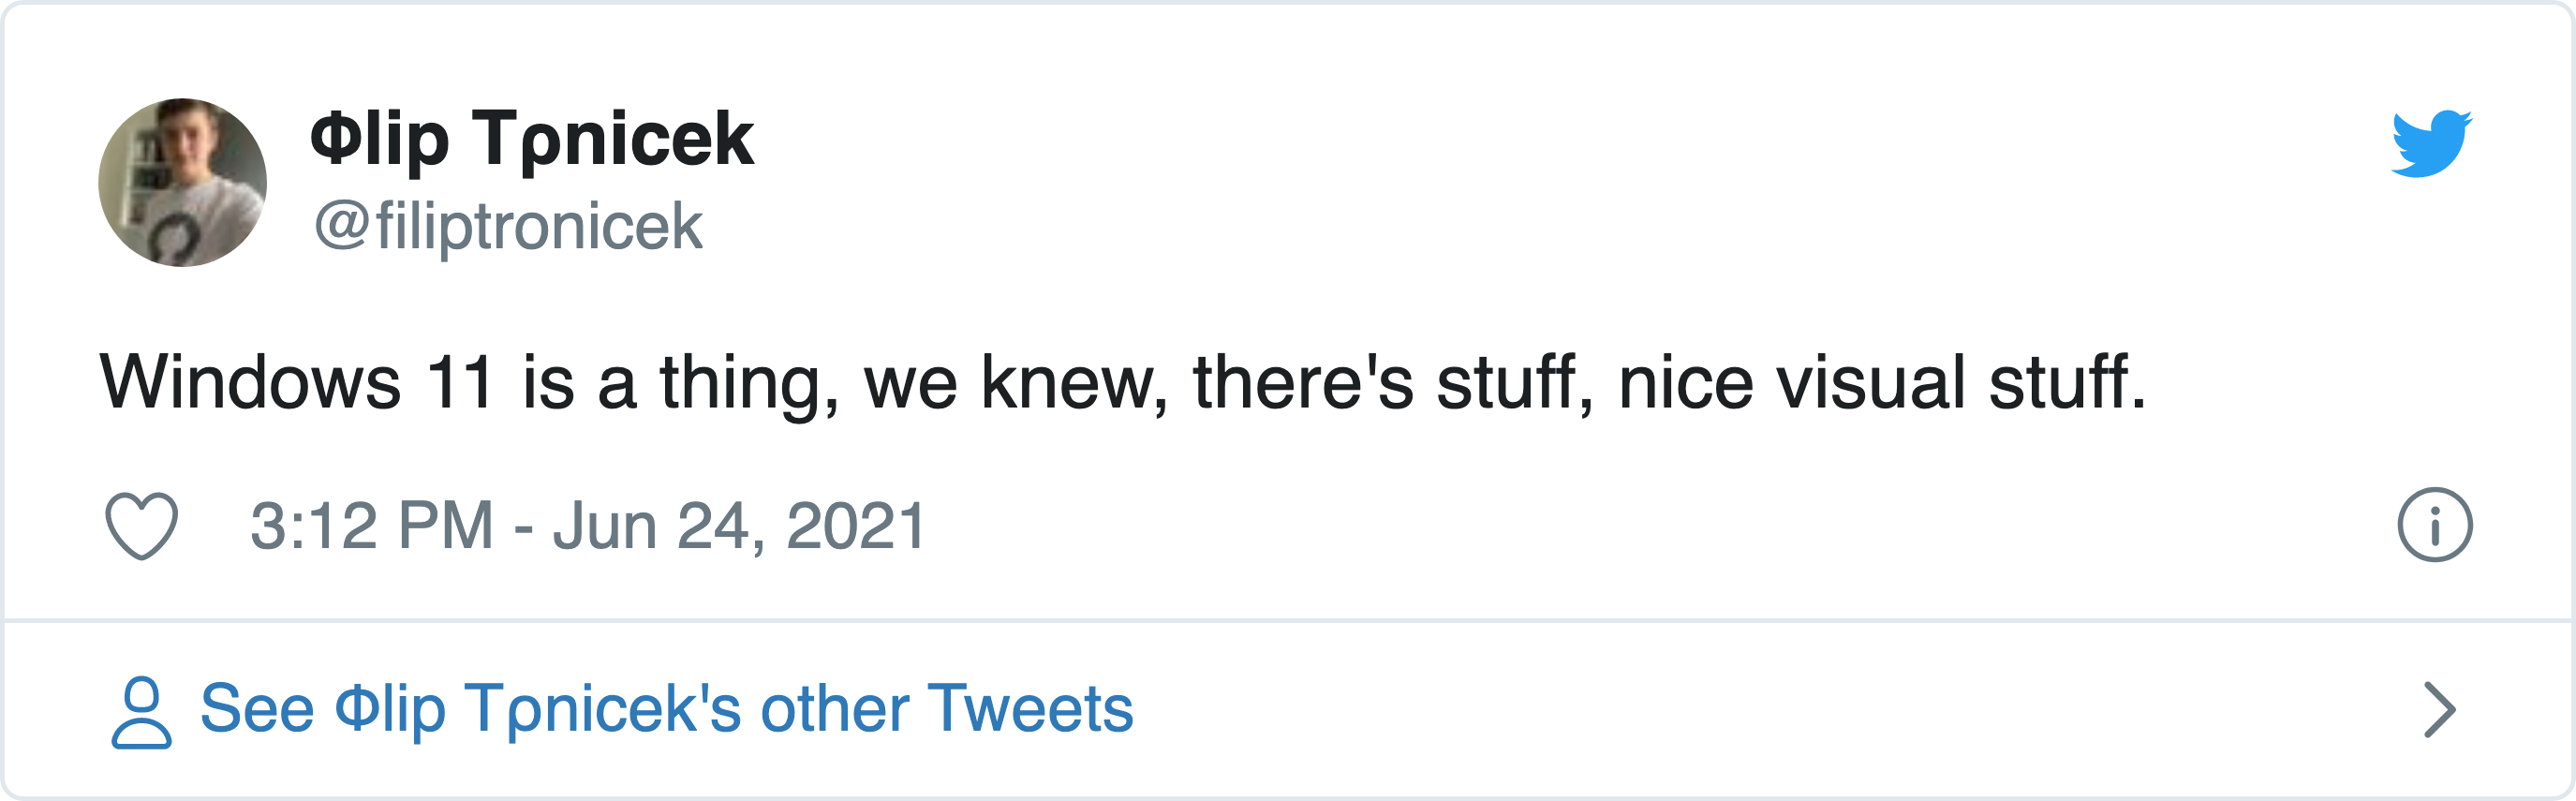 Φlip Tρnicek
@filiptronicek
Windows 11 is a thing, we knew, there's stuff, nice visual stuff.
3:12 PM - Jun 24, 2021
See Φlip Tρnicek's other Tweets